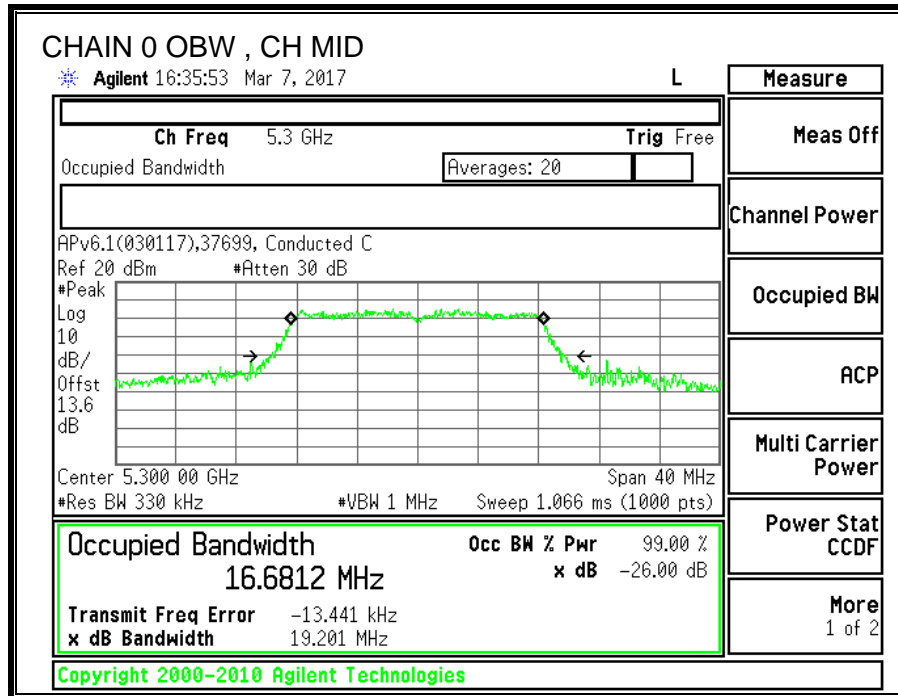 CHAIN 0 OBW , CH MID
Agilent 16:35:53 Mar 7, 2017 L
Measure
Ch Freq 5.3 GHz Trig Free
Meas Off
Occupied Bandwidth Averages: 20
Channel Power
APv6.1(030117),37699, Conducted C
Ref 20 dBm #Atten 30 dB
#Peak
Log
10
dB/
Offst
13.6
dB
Occupied BW
ACP
Multi Carrier
Power
Center 5.300 00 GHz Span 40 MHz
#Res BW 330 kHz #VBW 1 MHz Sweep 1.066 ms (1000 pts)
Power Stat
CCDF
Occupied Bandwidth Occ BW % Pwr 99.00 %
16.6812 MHz x dB -26.00 dB
Transmit Freq Error -13.441 kHz
x dB Bandwidth 19.201 MHz
More
1 of 2
Copyright 2000-2010 Agilent Technologies